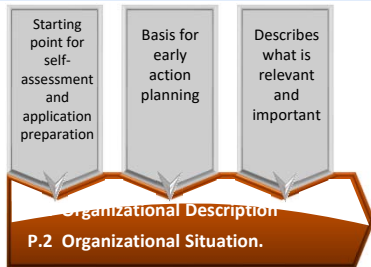 Starting
point for
self-
assessment
and
application
preparation
Basis for
early
action
planning
Describes
what is
relevant
and
important
Organizational Description
P.2 Organizational Situation.